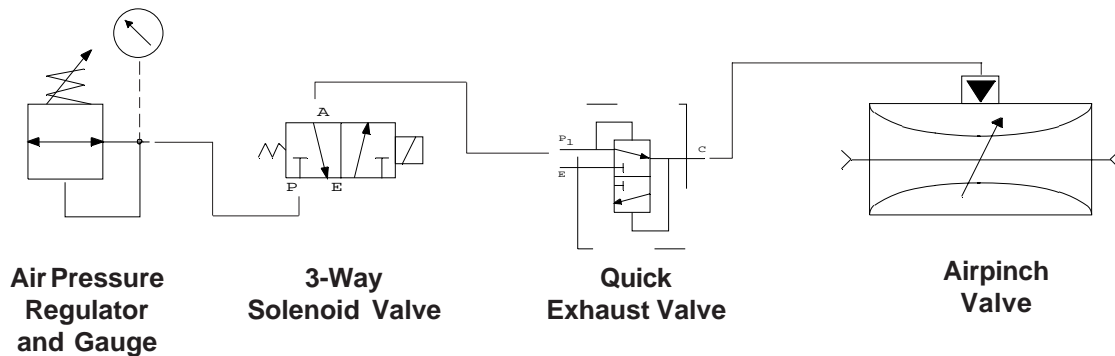 A
P
E
P1
E
C
Air Pressure
Regulator
and Gauge
3-Way
Solenoid Valve
Quick
Exhaust Valve
Airpinch
Valve